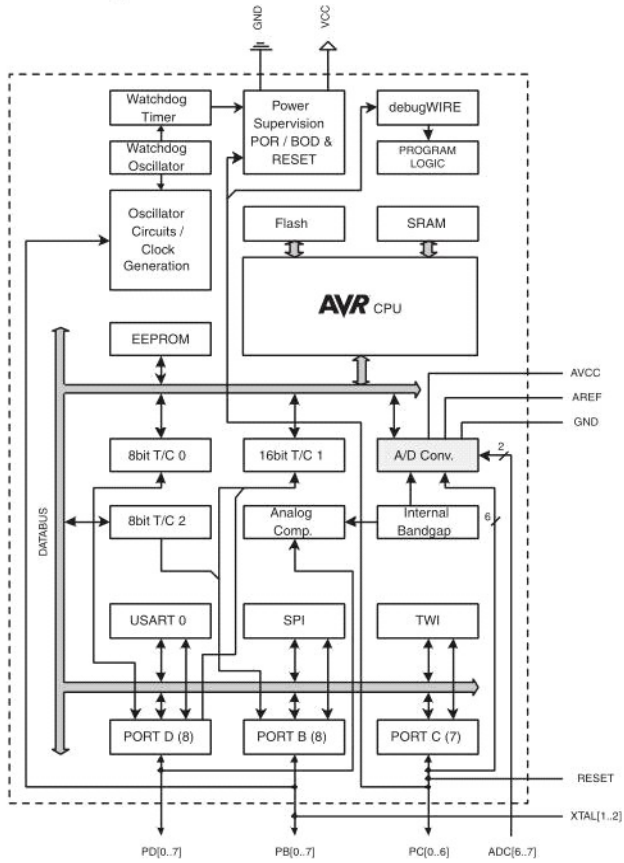 GND
VCC
Watchdog
Timer
Power
Supervision
POR / BOD &
RESET
debugWIRE
Watchdog
Oscillator
PROGRAM
LOGIC
Oscillator
Circuits /
Clock
Generation
Flash
SRAM
AVR CPU
EEPROM
AVCC
AREF
GND
8bit T/C 0
16bit T/C 1
A/D Conv.
2
DATABUS
8bit T/C 2
Analog
Comp.
Internal
Bandgap
6
USART 0
SPI
TWI
PORT D (8)
PORT B (8)
PORT C (7)
RESET
XTAL[1..2]
PD[0..7]
PB[0..7]
PC[0..6]
ADC[6..7]